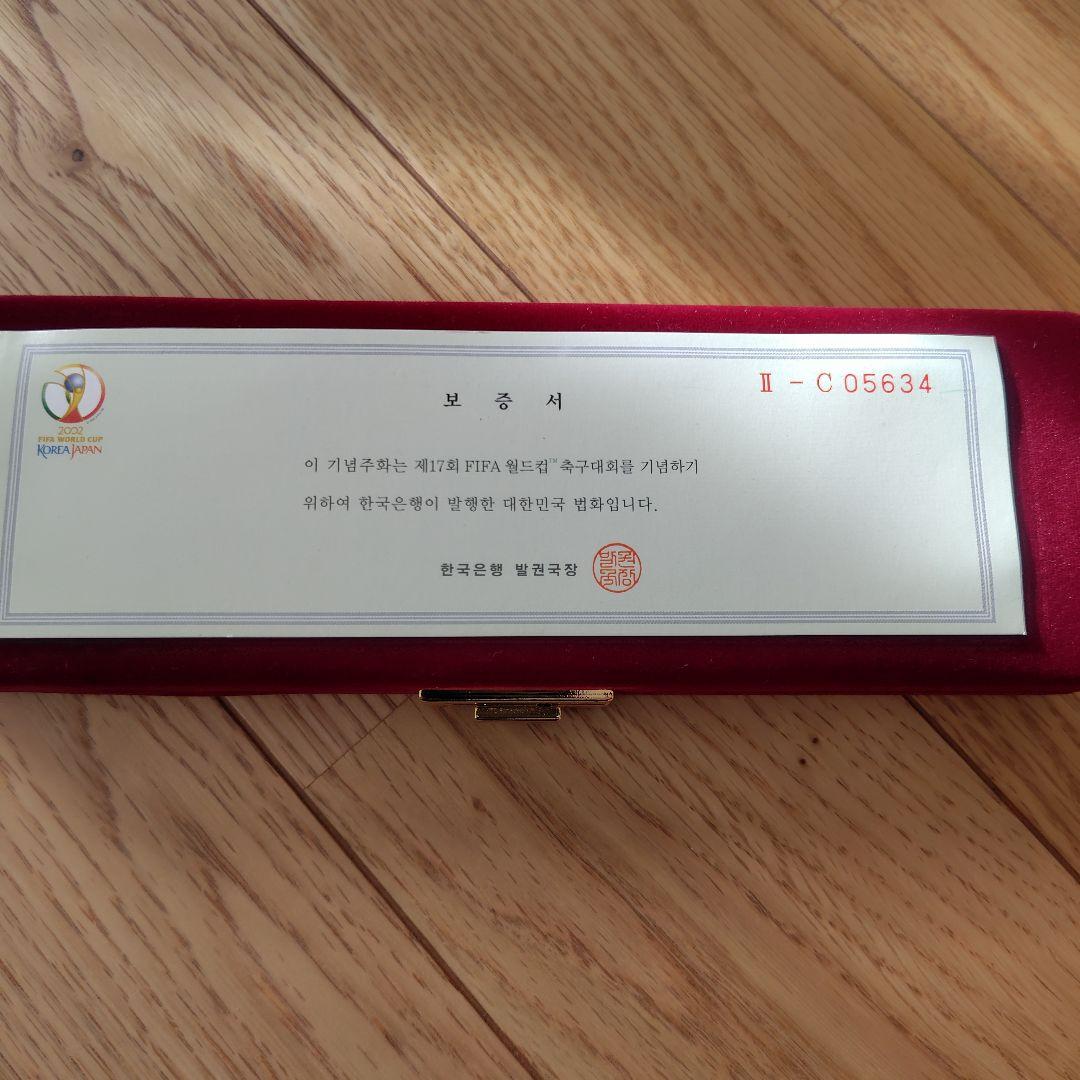 II - C 05634
보 증 서
2002
FIFA WORLD CUP
KOREA JAPAN
이 기념주화는 제17회 FIFA 월드컵™ 축구대회를 기념하기
위하여 한국은행이 발행한 대한민국 법화입니다.
한국은행 발권국장